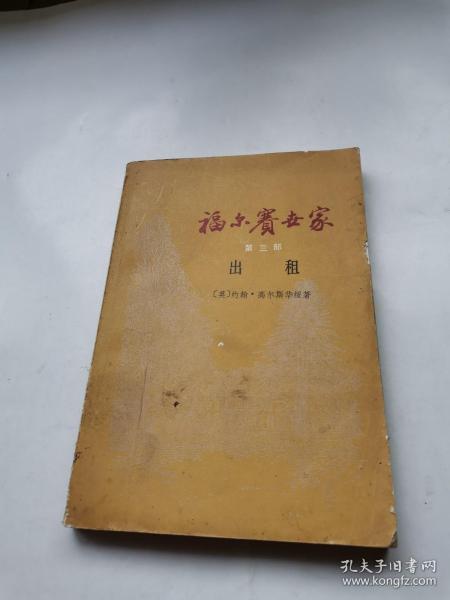 福尔赛世家
第三部
出租
〔英〕约翰·高尔斯华绥著
孔夫子旧书网
www.kongfz.com